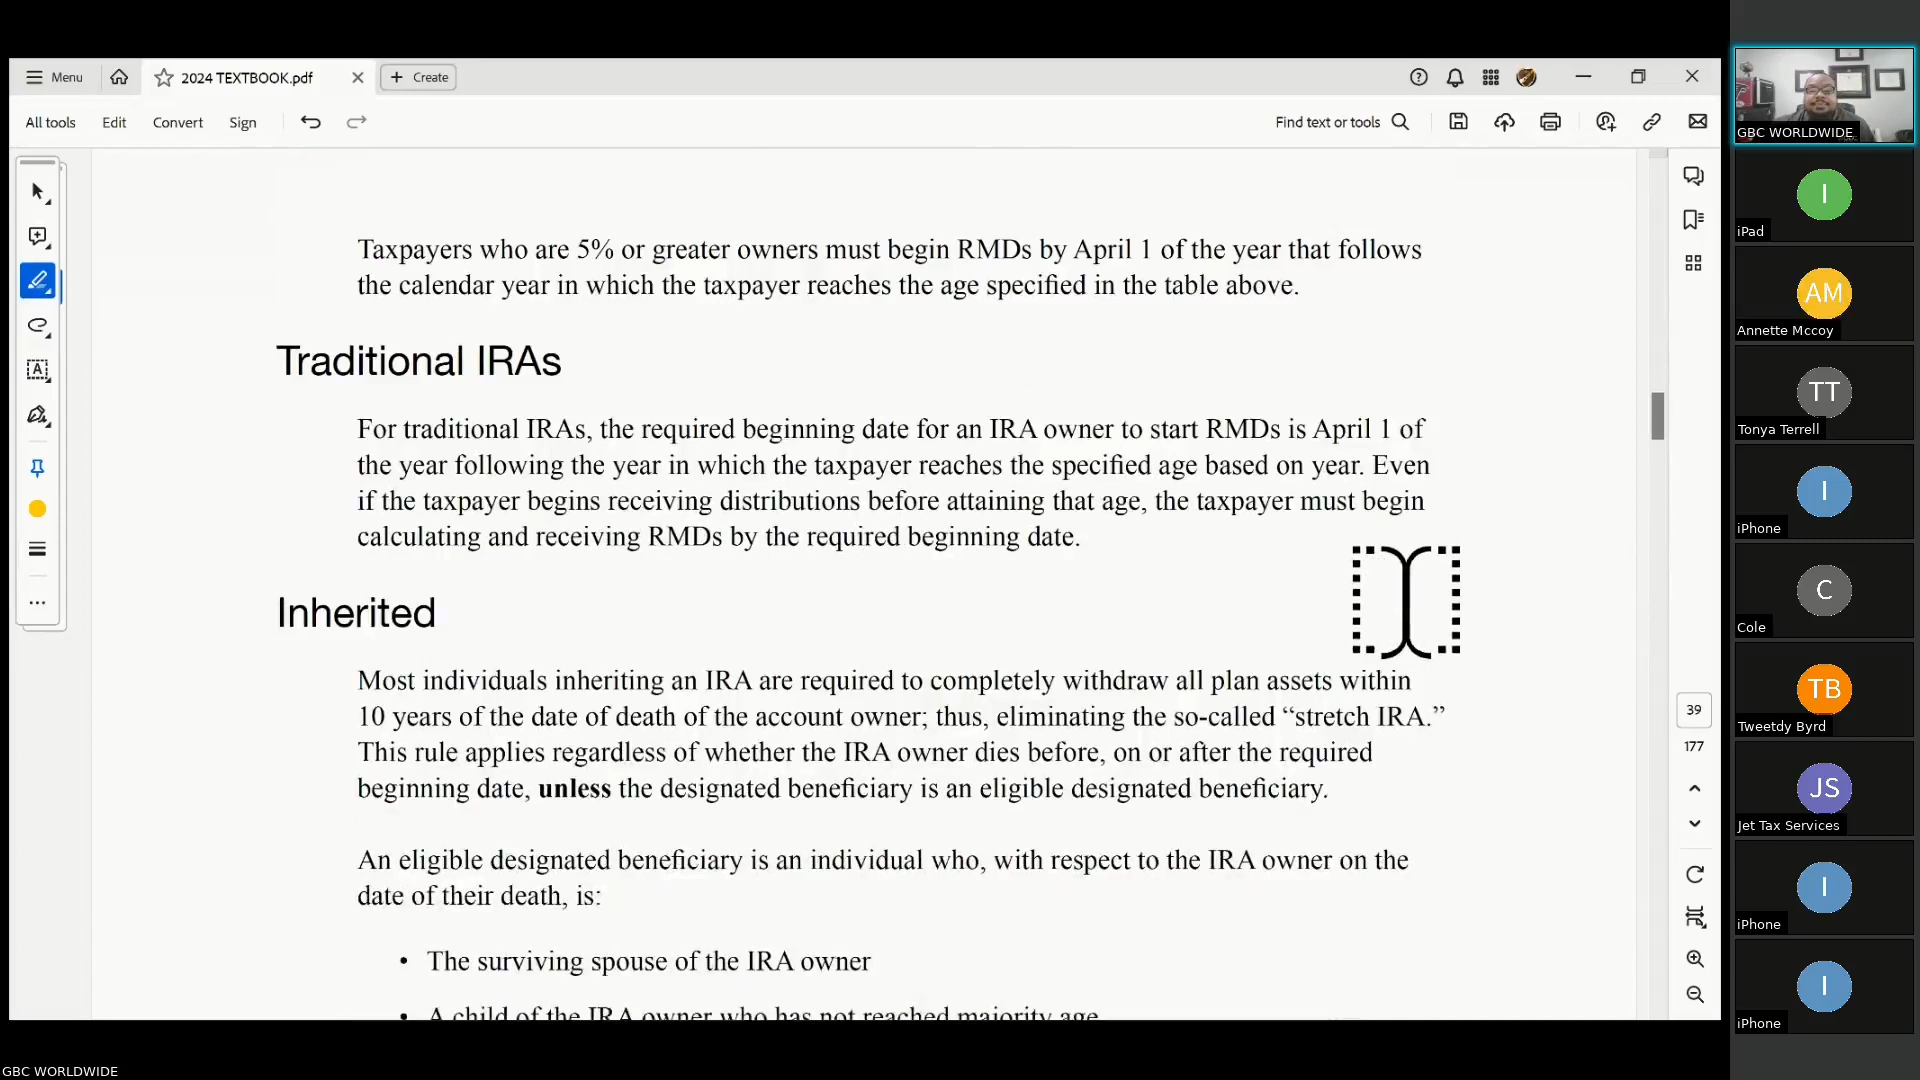 Menu
2024 TEXTBOOK.pdf
Create
All tools
Edit
Convert
Sign
Find text or tools
Taxpayers who are 5% or greater owners must begin RMDs by April 1 of the year that follows
the calendar year in which the taxpayer reaches the age specified in the table above.
Traditional IRAs
For traditional IRAs, the required beginning date for an IRA owner to start RMDs is April 1 of
the year following the year in which the taxpayer reaches the specified age based on year. Even
if the taxpayer begins receiving distributions before attaining that age, the taxpayer must begin
calculating and receiving RMDs by the required beginning date.
Inherited
Most individuals inheriting an IRA are required to completely withdraw all plan assets within
10 years of the date of death of the account owner; thus, eliminating the so-called “stretch IRA.”
This rule applies regardless of whether the IRA owner dies before, on or after the required
beginning date, unless the designated beneficiary is an eligible designated beneficiary.
An eligible designated beneficiary is an individual who, with respect to the IRA owner on the
date of their death, is:
• The surviving spouse of the IRA owner
• A child of the IRA owner who has not reached majority age
39
177
GBC WORLDWIDE
I
iPad
AM
Annette Mccoy
TT
Tonya Terrell
I
iPhone
C
Cole
TB
Tweetdy Byrd
JS
Jet Tax Services
I
iPhone
I
iPhone
GBC WORLDWIDE